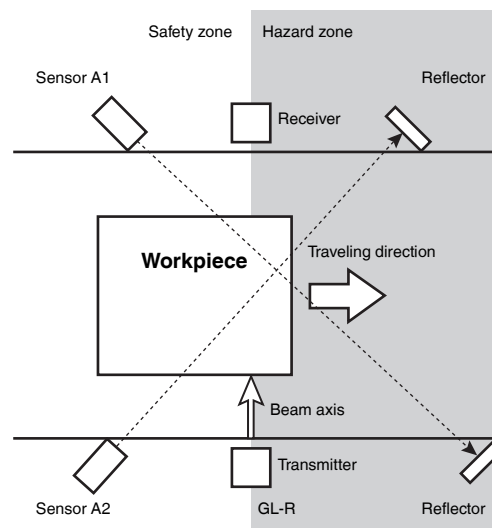 Safety zone
Hazard zone
Sensor A1
Reflector
Receiver
Workpiece
Traveling direction
Beam axis
Transmitter
Sensor A2
GL-R
Reflector